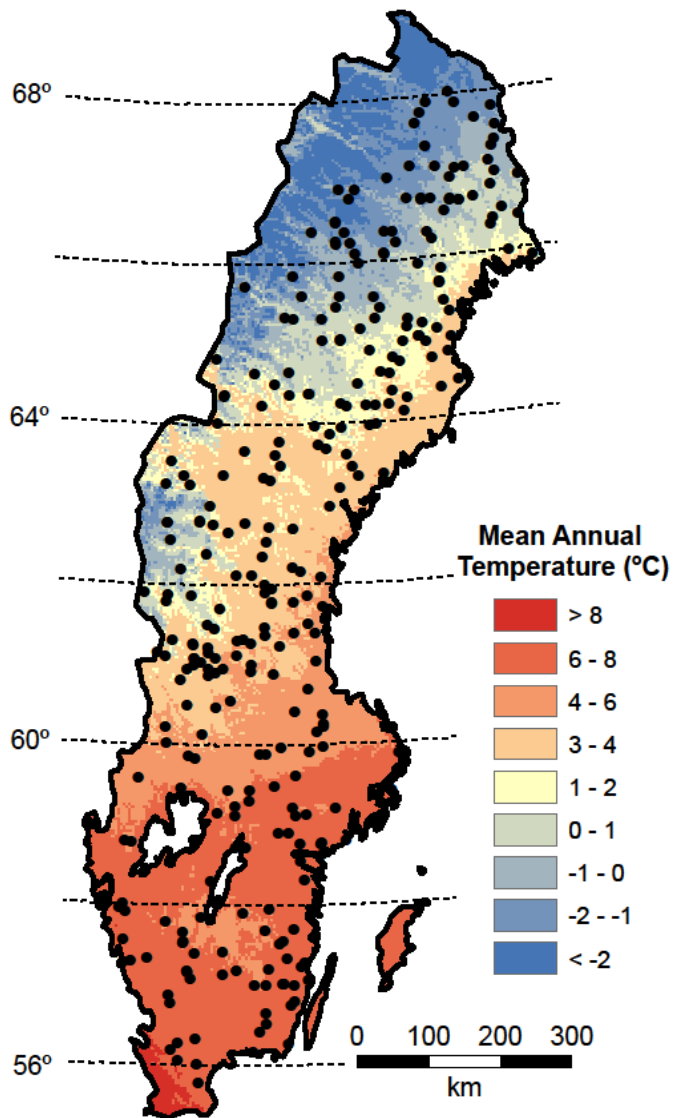 68º
64º
60º
56º
Mean Annual
Temperature (ºC)
> 8
6 - 8
4 - 6
3 - 4
1 - 2
0 - 1
-1 - 0
-2 - -1
< -2
0 100 200 300
km